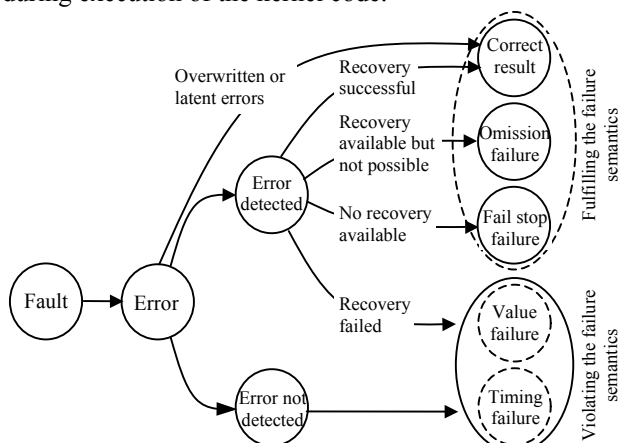 during execution of the kernel code.
Overwritten or
latent errors
Recovery
successful
Correct
result
Recovery
available but
not possible
Omission
failure
Error
detected
No recovery
available
Fail stop
failure
Fulfilling the failure
semantics
Fault
Error
Recovery
failed
Value
failure
Error not
detected
Timing
failure
Violating the failure
semantics